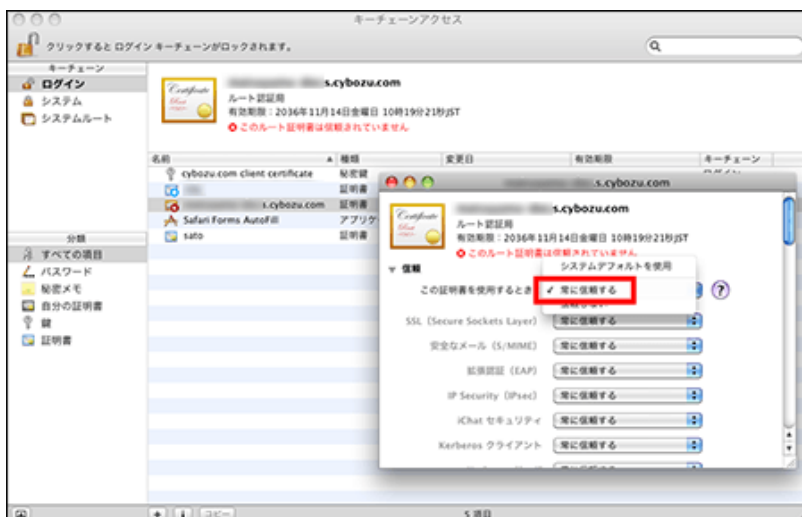 キーチェーンアクセス
クリックすると ログイン キーチェーンがロックされます。
キーチェーン
ログイン
システム
システムルート
s.cybozu.com
ルート認証局
有効期限：2036年11月14日金曜日 10時19分21秒JST
このルート証明書は信頼されていません
名前 種類 変更日 有効期限 キーチェーン
cybozu.com client certificate 秘密鍵
証明書
s.cybozu.com 証明書
Safari Forms AutoFill アプリケ
sato 証明書
分類
すべての項目
パスワード
秘密メモ
自分の証明書
鍵
証明書
s.cybozu.com
Certificate
s.cybozu.com
ルート認証局
有効期限：2036年11月14日金曜日 10時19分21秒JST
このルート証明書は信頼されていません
信頼
システムデフォルトを使用
この証明書を使用するとき
✓ 常に信頼する
SSL (Secure Sockets Layer) 常に信頼する
安全なメール (S/MIME) 常に信頼する
拡張認証 (EAP) 常に信頼する
IP Security (IPsec) 常に信頼する
iChat セキュリティ 常に信頼する
Kerberos クライアント 常に信頼する
コピー
5 項目